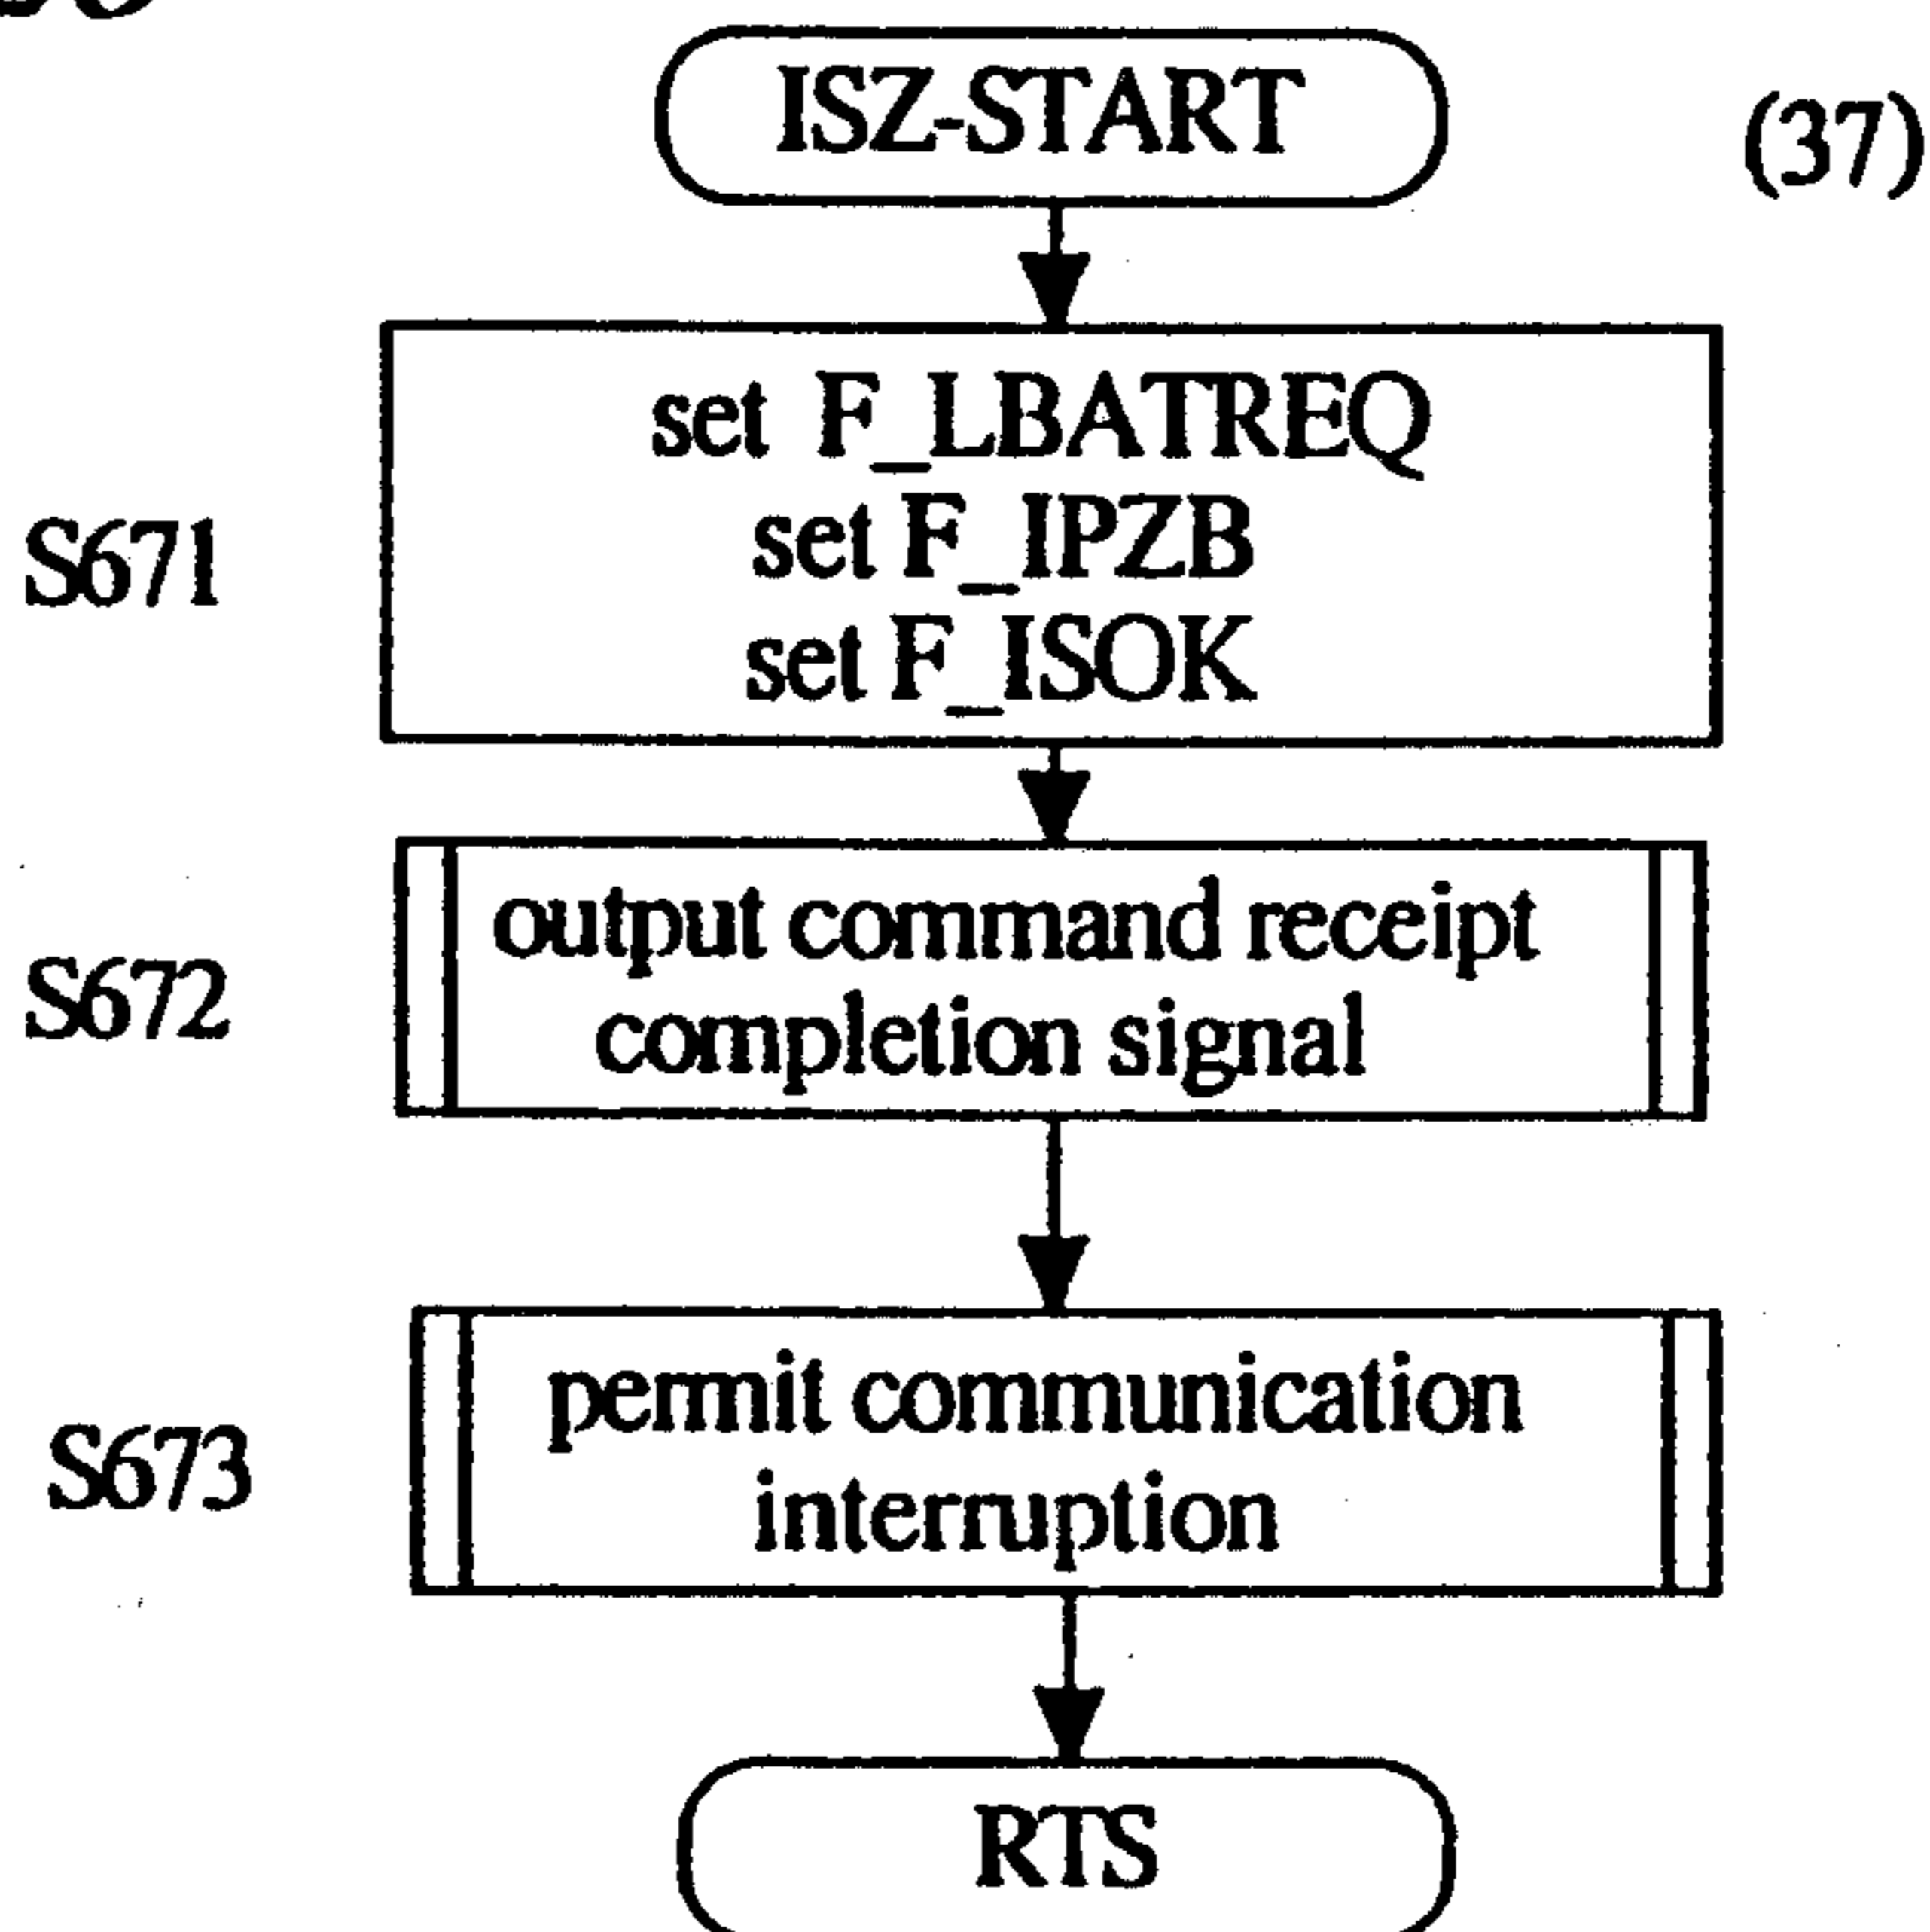 ISZ-START
(37)
set F_LBATREQ
set F_IPZB
S671
set F_ISOK
output command receipt
S672
completion signal
permit communication
S673
interruption
RTS